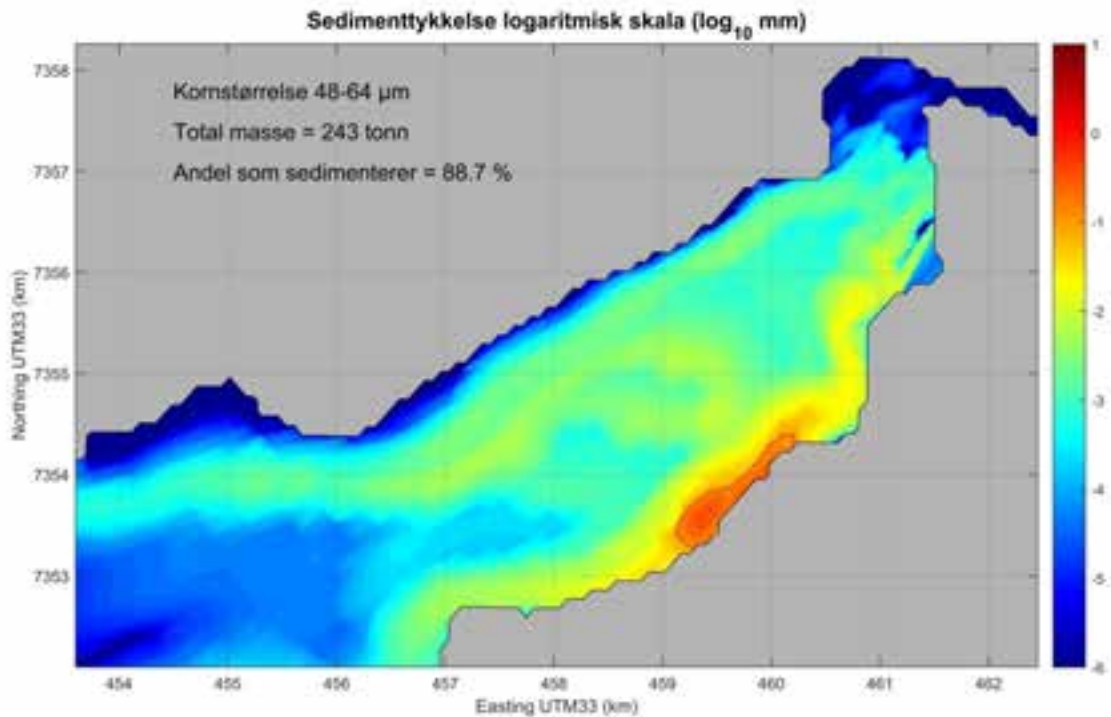 Sedimenttykkelse logaritmisk skala (log10 mm)
Kornstørrelse 48-64 µm
Total masse = 243 tonn
Andel som sedimenterer = 88.7 %
Northing UTM33 (km)
7358
7357
7356
7355
7354
7353
454 455 456 457 458 459 460 461 462
Easting UTM33 (km)
1
0
-1
-2
-3
-4
-5
-6